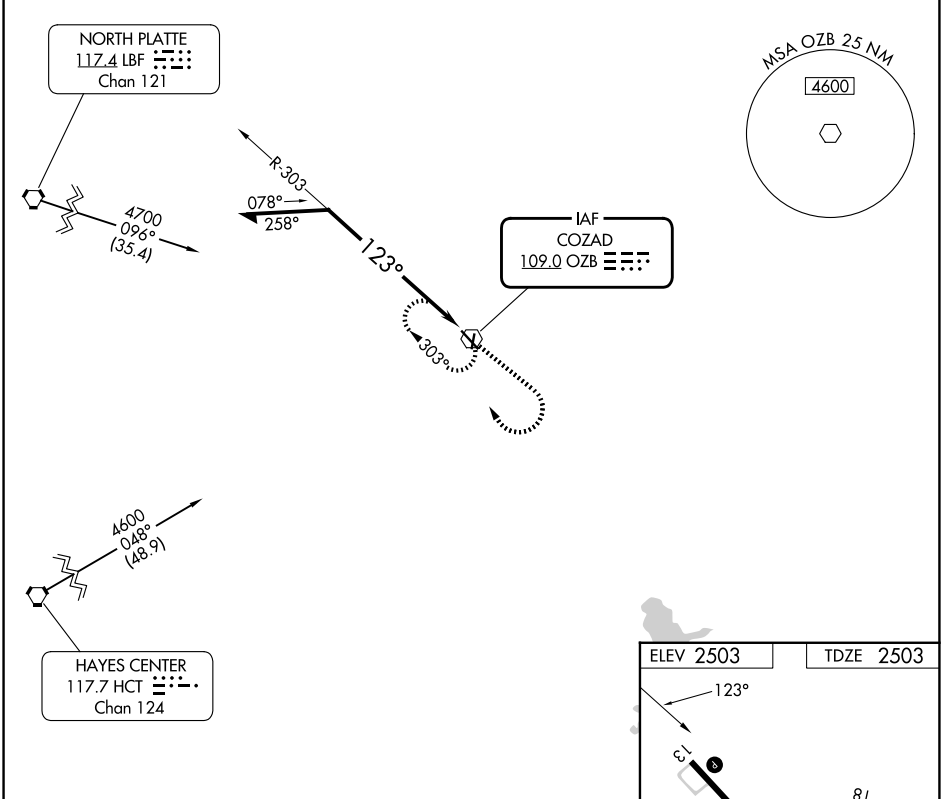 NORTH PLATTE
117.4 LBF
Chan 121
MSA OZB 25 NM
4600
R-303
078°
258°
4700
096°
(35.4)
123°
IAF
COZAD
109.0 OZB
303°
4600
048°
(48.9)
HAYES CENTER
117.7 HCT
Chan 124
ELEV 2503
TDZE 2503
123°
13
P
18